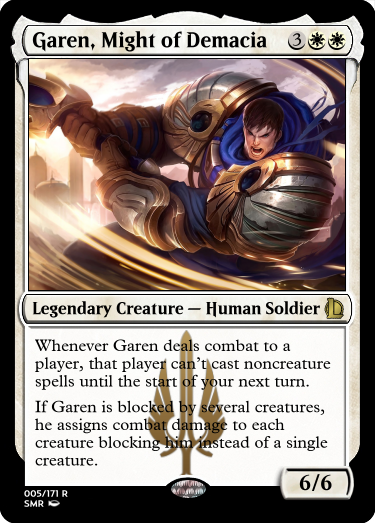 Garen, Might of Demacia 3
Legendary Creature — Human Soldier
Whenever Garen deals combat to a
player, that player can't cast noncreature
spells until the start of your next turn.
If Garen is blocked by several creatures,
he assigns combat damage to each
creature blocking him instead of a single
creature.
6/6
005/171 R
SMR